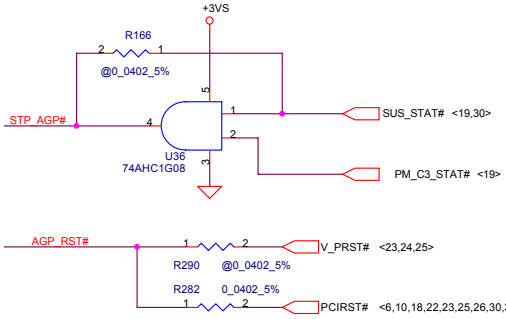 +3VS
R166
2 1
@0_0402_5%
5
STP_AGP# 4 1 SUS_STAT# <19,30>
2
U36 3
74AHC1G08
PM_C3_STAT# <19>
AGP_RST# 1 2 V_PRST# <23,24,25>
R290 @0_0402_5%
R282 0_0402_5%
1 2 PCIRST# <6,10,18,22,23,25,26,30,